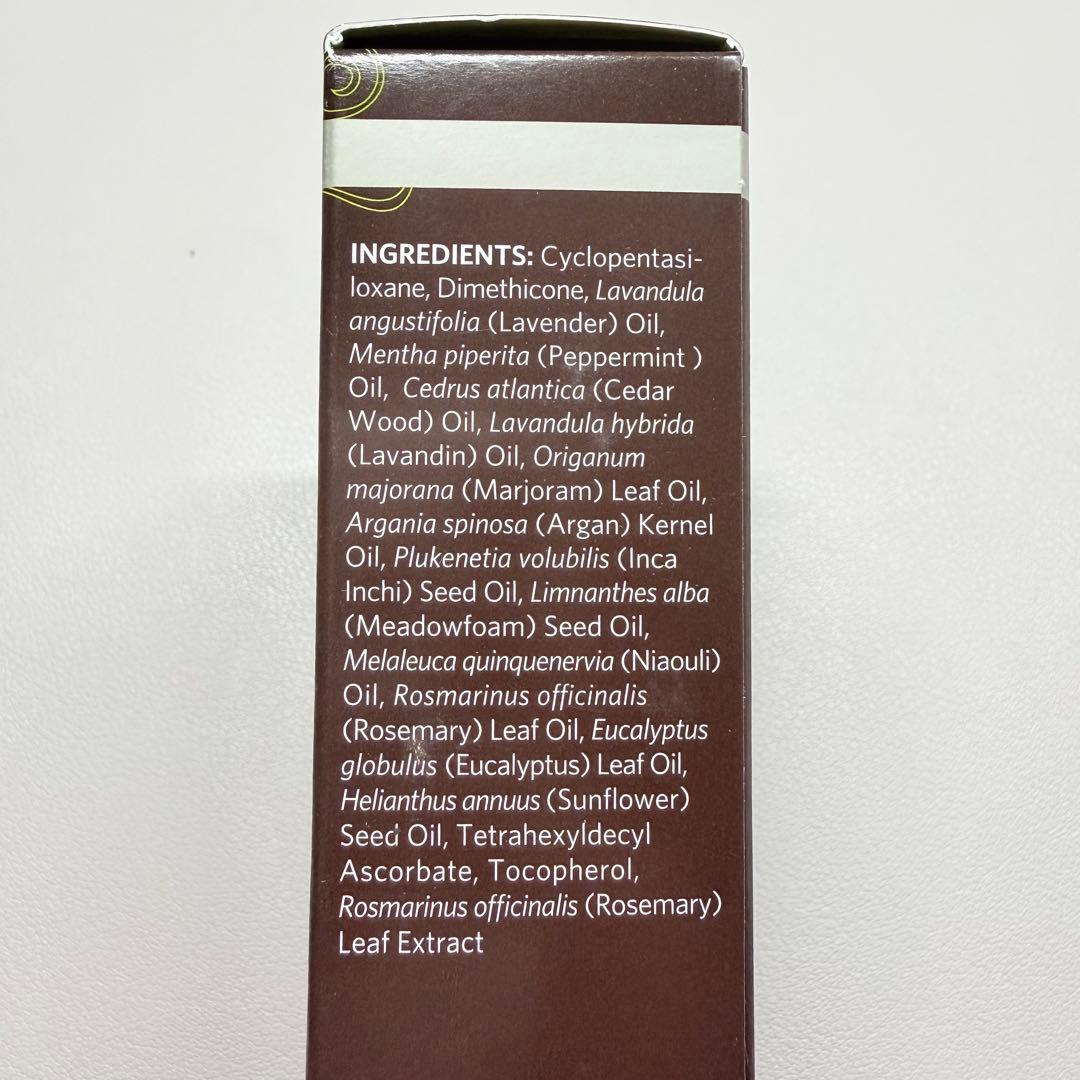 INGREDIENTS: Cyclopentasi-
loxane, Dimethicone, Lavandula
angustifolia (Lavender) Oil,
Mentha piperita (Peppermint )
Oil, Cedrus atlantica (Cedar
Wood) Oil, Lavandula hybrida
(Lavandin) Oil, Origanum
majorana (Marjoram) Leaf Oil,
Argania spinosa (Argan) Kernel
Oil, Plukenetia volubilis (Inca
Inchi) Seed Oil, Limnanthes alba
(Meadowfoam) Seed Oil,
Melaleuca quinquenervia (Niaouli)
Oil, Rosmarinus officinalis
(Rosemary) Leaf Oil, Eucalyptus
globulus (Eucalyptus) Leaf Oil,
Helianthus annuus (Sunflower)
Seed Oil, Tetrahexyldecyl
Ascorbate, Tocopherol,
Rosmarinus officinalis (Rosemary)
Leaf Extract